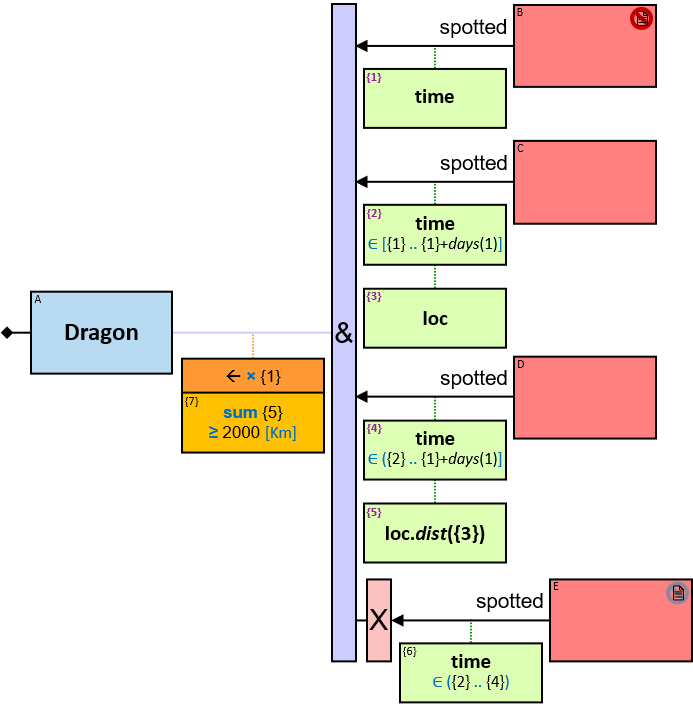 spotted
B
{1}
time
spotted
C
{2}
time
∈ [{1} .. {1}+days(1)]
{3}
loc
A
Dragon
&
← × {1}
{7}
sum {5}
≥ 2000 [Km]
spotted
D
{4}
time
∈ ({2} .. {1}+days(1)]
{5}
loc.dist({3})
X
spotted
E
{6}
time
∈ ({2} .. {4})